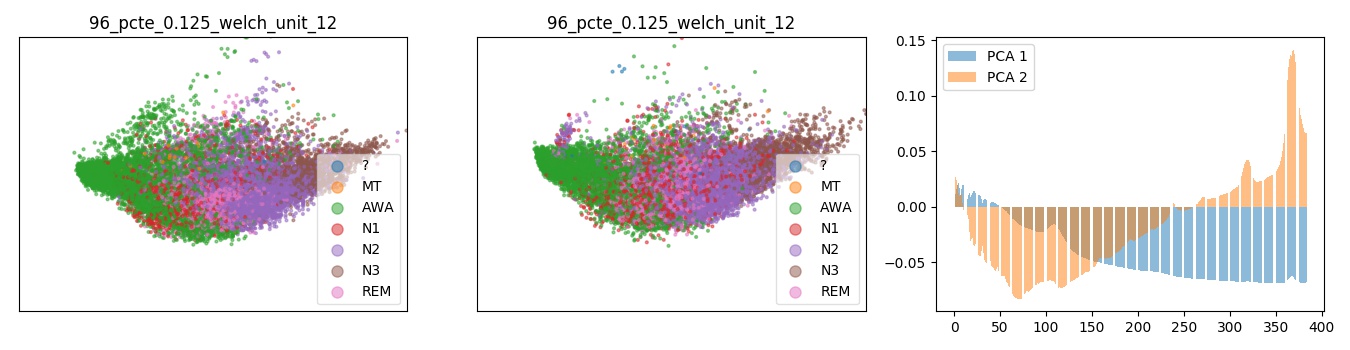 96_pcte_0.125_welch_unit_12
?
MT
AWA
N1
N2
N3
REM
96_pcte_0.125_welch_unit_12
?
MT
AWA
N1
N2
N3
REM
PCA 1
PCA 2
0.15
0.10
0.05
0.00
−0.05
0 50 100 150 200 250 300 350 400